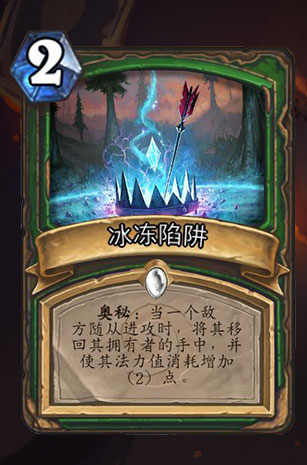 2
冰冻陷阱
奥秘：当一个敌
方随从进攻时，将其移
回其拥有者的手中，并
使其法力值消耗增加
（2）点。